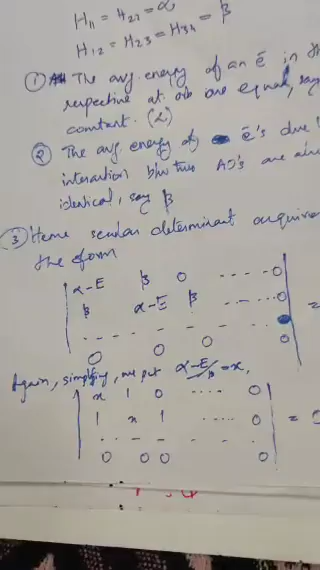 H11 = H22 = α
H12 = H23 = H34 = β
① The avg. energy of an ē in th
respective at. orb are equal, say
constant. (α)
② The avg energy of ē's due t
interaction b/w two AO's are al
identical, say β
③ Hence secular determinant acquires
the form
α-E β 0 ---- 0
β α-E β ---- 0
- - - - - -
0 0 0 0 =
Again, simplifying, we put α-E/β = x,
x 1 0 ..... 0
1 x 1 ..... 0
- - - - - -
0 0 0 0 = 0